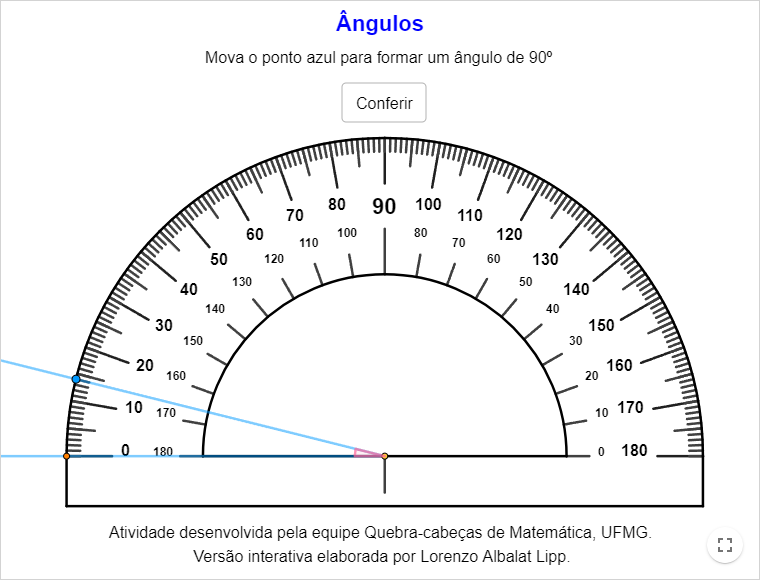 Ângulos
Mova o ponto azul para formar um ângulo de 90º
Conferir
0 10 20 30 40 50 60 70 80 90 100 110 120 130 140 150 160 170 180
180 170 160 150 140 130 120 110 100 80 70 60 50 40 30 20 10 0
Atividade desenvolvida pela equipe Quebra-cabeças de Matemática, UFMG.
Versão interativa elaborada por Lorenzo Albalat Lipp.